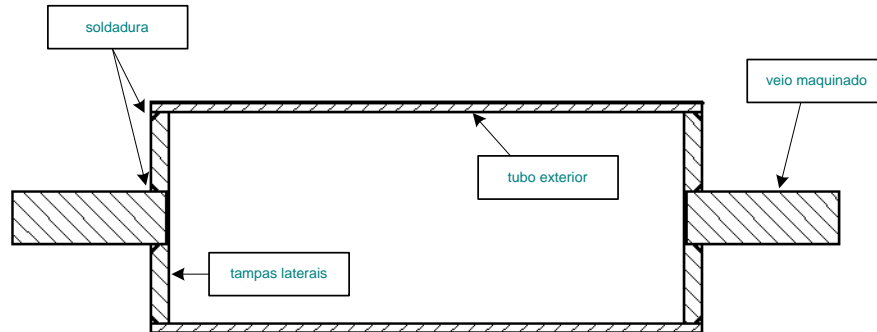 soldadura
veio maquinado
tubo exterior
tampas laterais